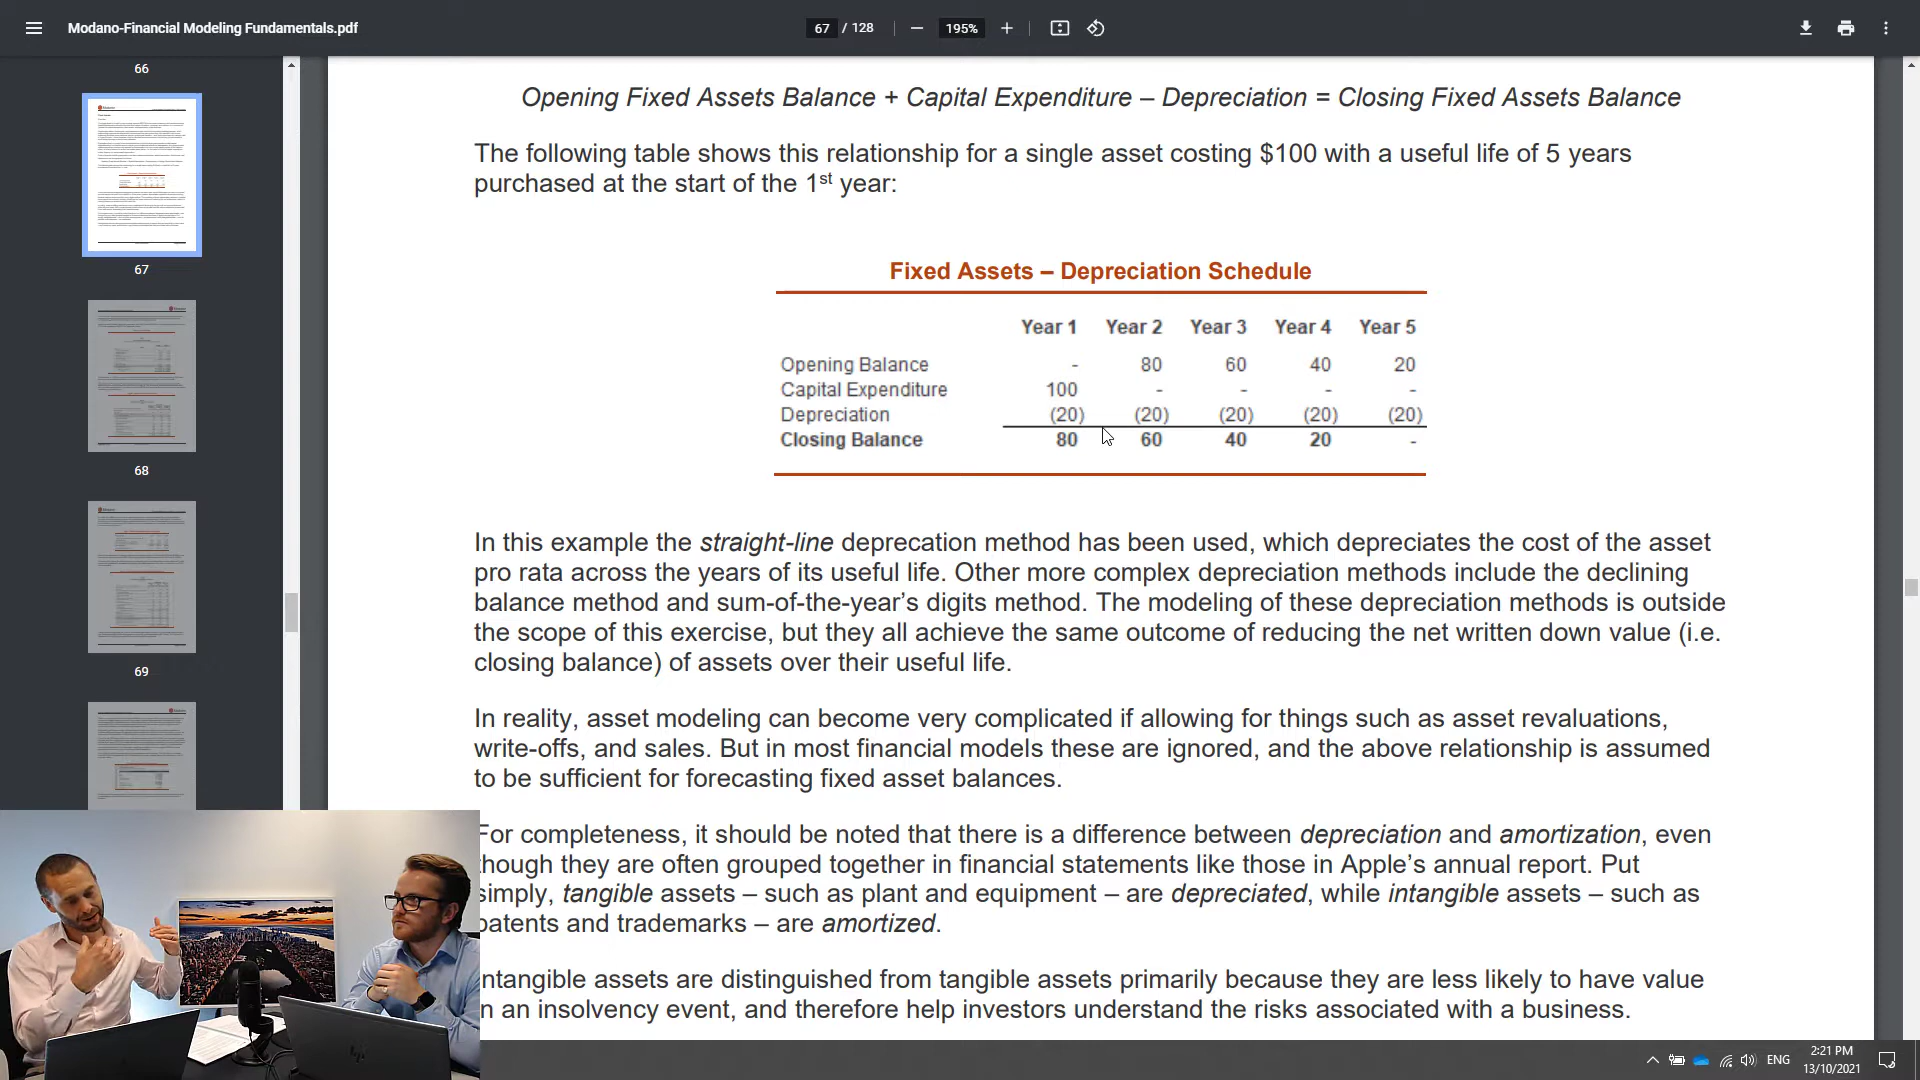 Modano-Financial Modeling Fundamentals.pdf
67 / 128
195%
66
67
68
69
Opening Fixed Assets Balance + Capital Expenditure – Depreciation = Closing Fixed Assets Balance
The following table shows this relationship for a single asset costing $100 with a useful life of 5 years
purchased at the start of the 1st year:
Fixed Assets – Depreciation Schedule
Year 1 Year 2 Year 3 Year 4 Year 5
Opening Balance - 80 60 40 20
Capital Expenditure 100 - - - -
Depreciation (20) (20) (20) (20) (20)
Closing Balance 80 60 40 20 -
In this example the straight-line deprecation method has been used, which depreciates the cost of the asset
pro rata across the years of its useful life. Other more complex depreciation methods include the declining
balance method and sum-of-the-year’s digits method. The modeling of these depreciation methods is outside
the scope of this exercise, but they all achieve the same outcome of reducing the net written down value (i.e.
closing balance) of assets over their useful life.
In reality, asset modeling can become very complicated if allowing for things such as asset revaluations,
write-offs, and sales. But in most financial models these are ignored, and the above relationship is assumed
to be sufficient for forecasting fixed asset balances.
For completeness, it should be noted that there is a difference between depreciation and amortization, even
though they are often grouped together in financial statements like those in Apple’s annual report. Put
simply, tangible assets – such as plant and equipment – are depreciated, while intangible assets – such as
patents and trademarks – are amortized.
Intangible assets are distinguished from tangible assets primarily because they are less likely to have value
in an insolvency event, and therefore help investors understand the risks associated with a business.
ENG
2:21 PM
13/10/2021